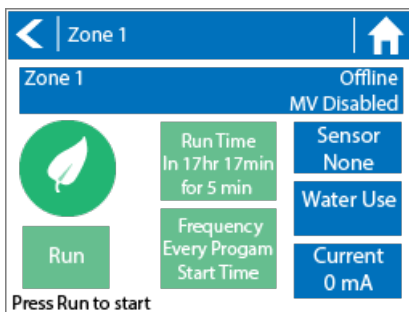 Zone 1
Zone 1
Offline
MV Disabled
Run Time
In 17hr 17min
for 5 min
Sensor
None
Water Use
Frequency
Every Progam
Start Time
Run
Current
0 mA
Press Run to start